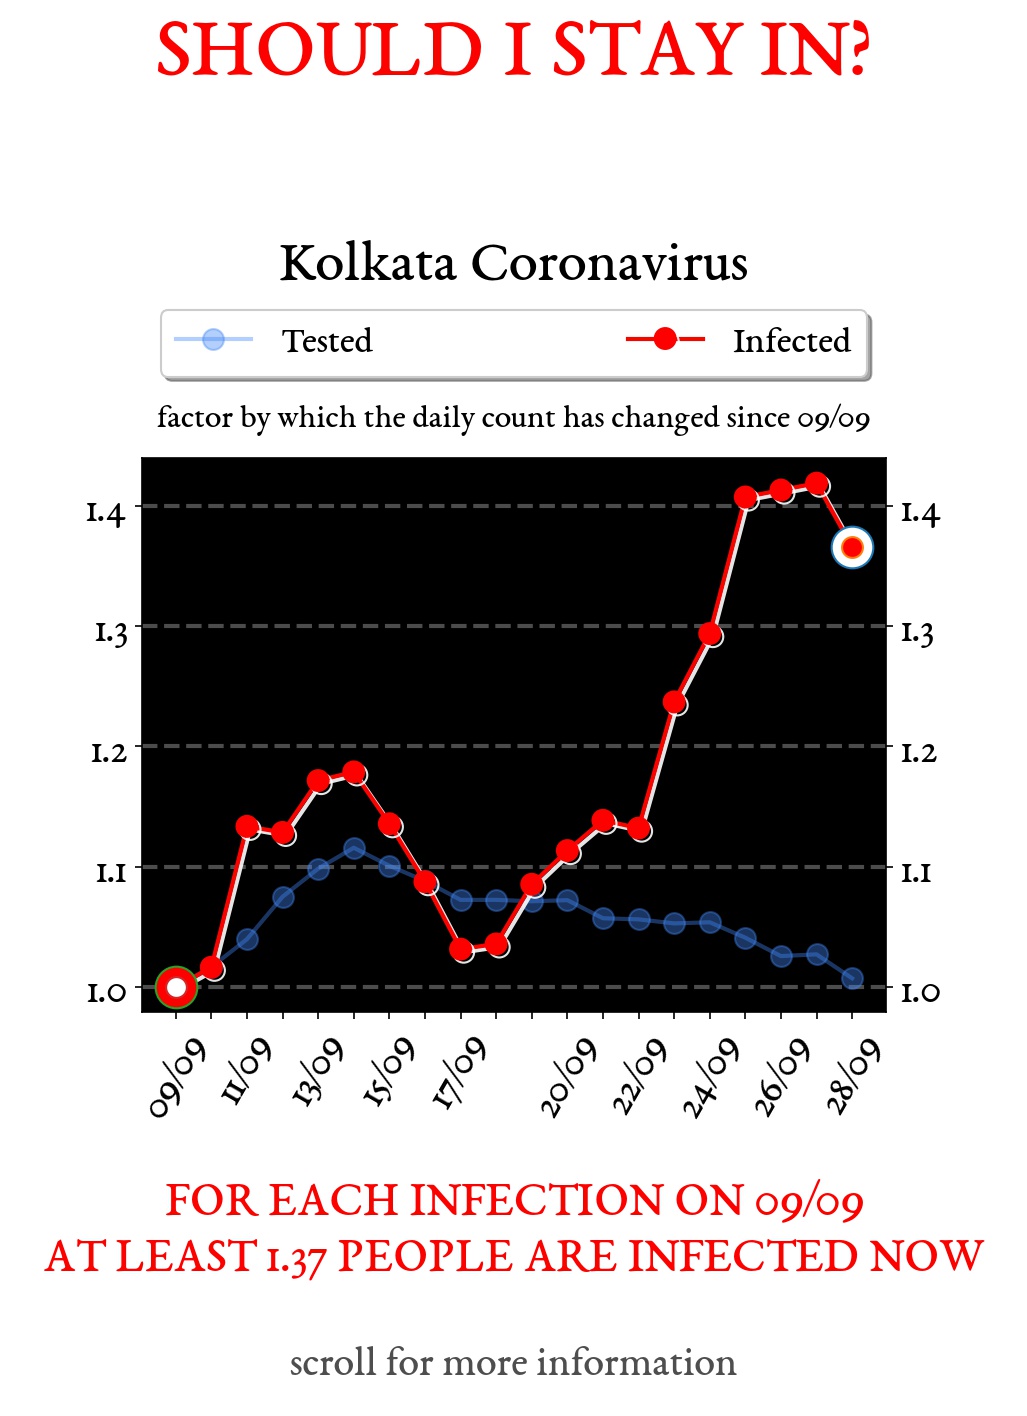 SHOULD I STAY IN?
Kolkata Coronavirus
Tested Infected
factor by which the daily count has changed since 09/09
1.4 1.4
1.3 1.3
1.2 1.2
1.1 1.1
1.0 1.0
09/09 11/09 13/09 15/09 17/09 20/09 22/09 24/09 26/09 28/09
FOR EACH INFECTION ON 09/09
AT LEAST 1.37 PEOPLE ARE INFECTED NOW
scroll for more information